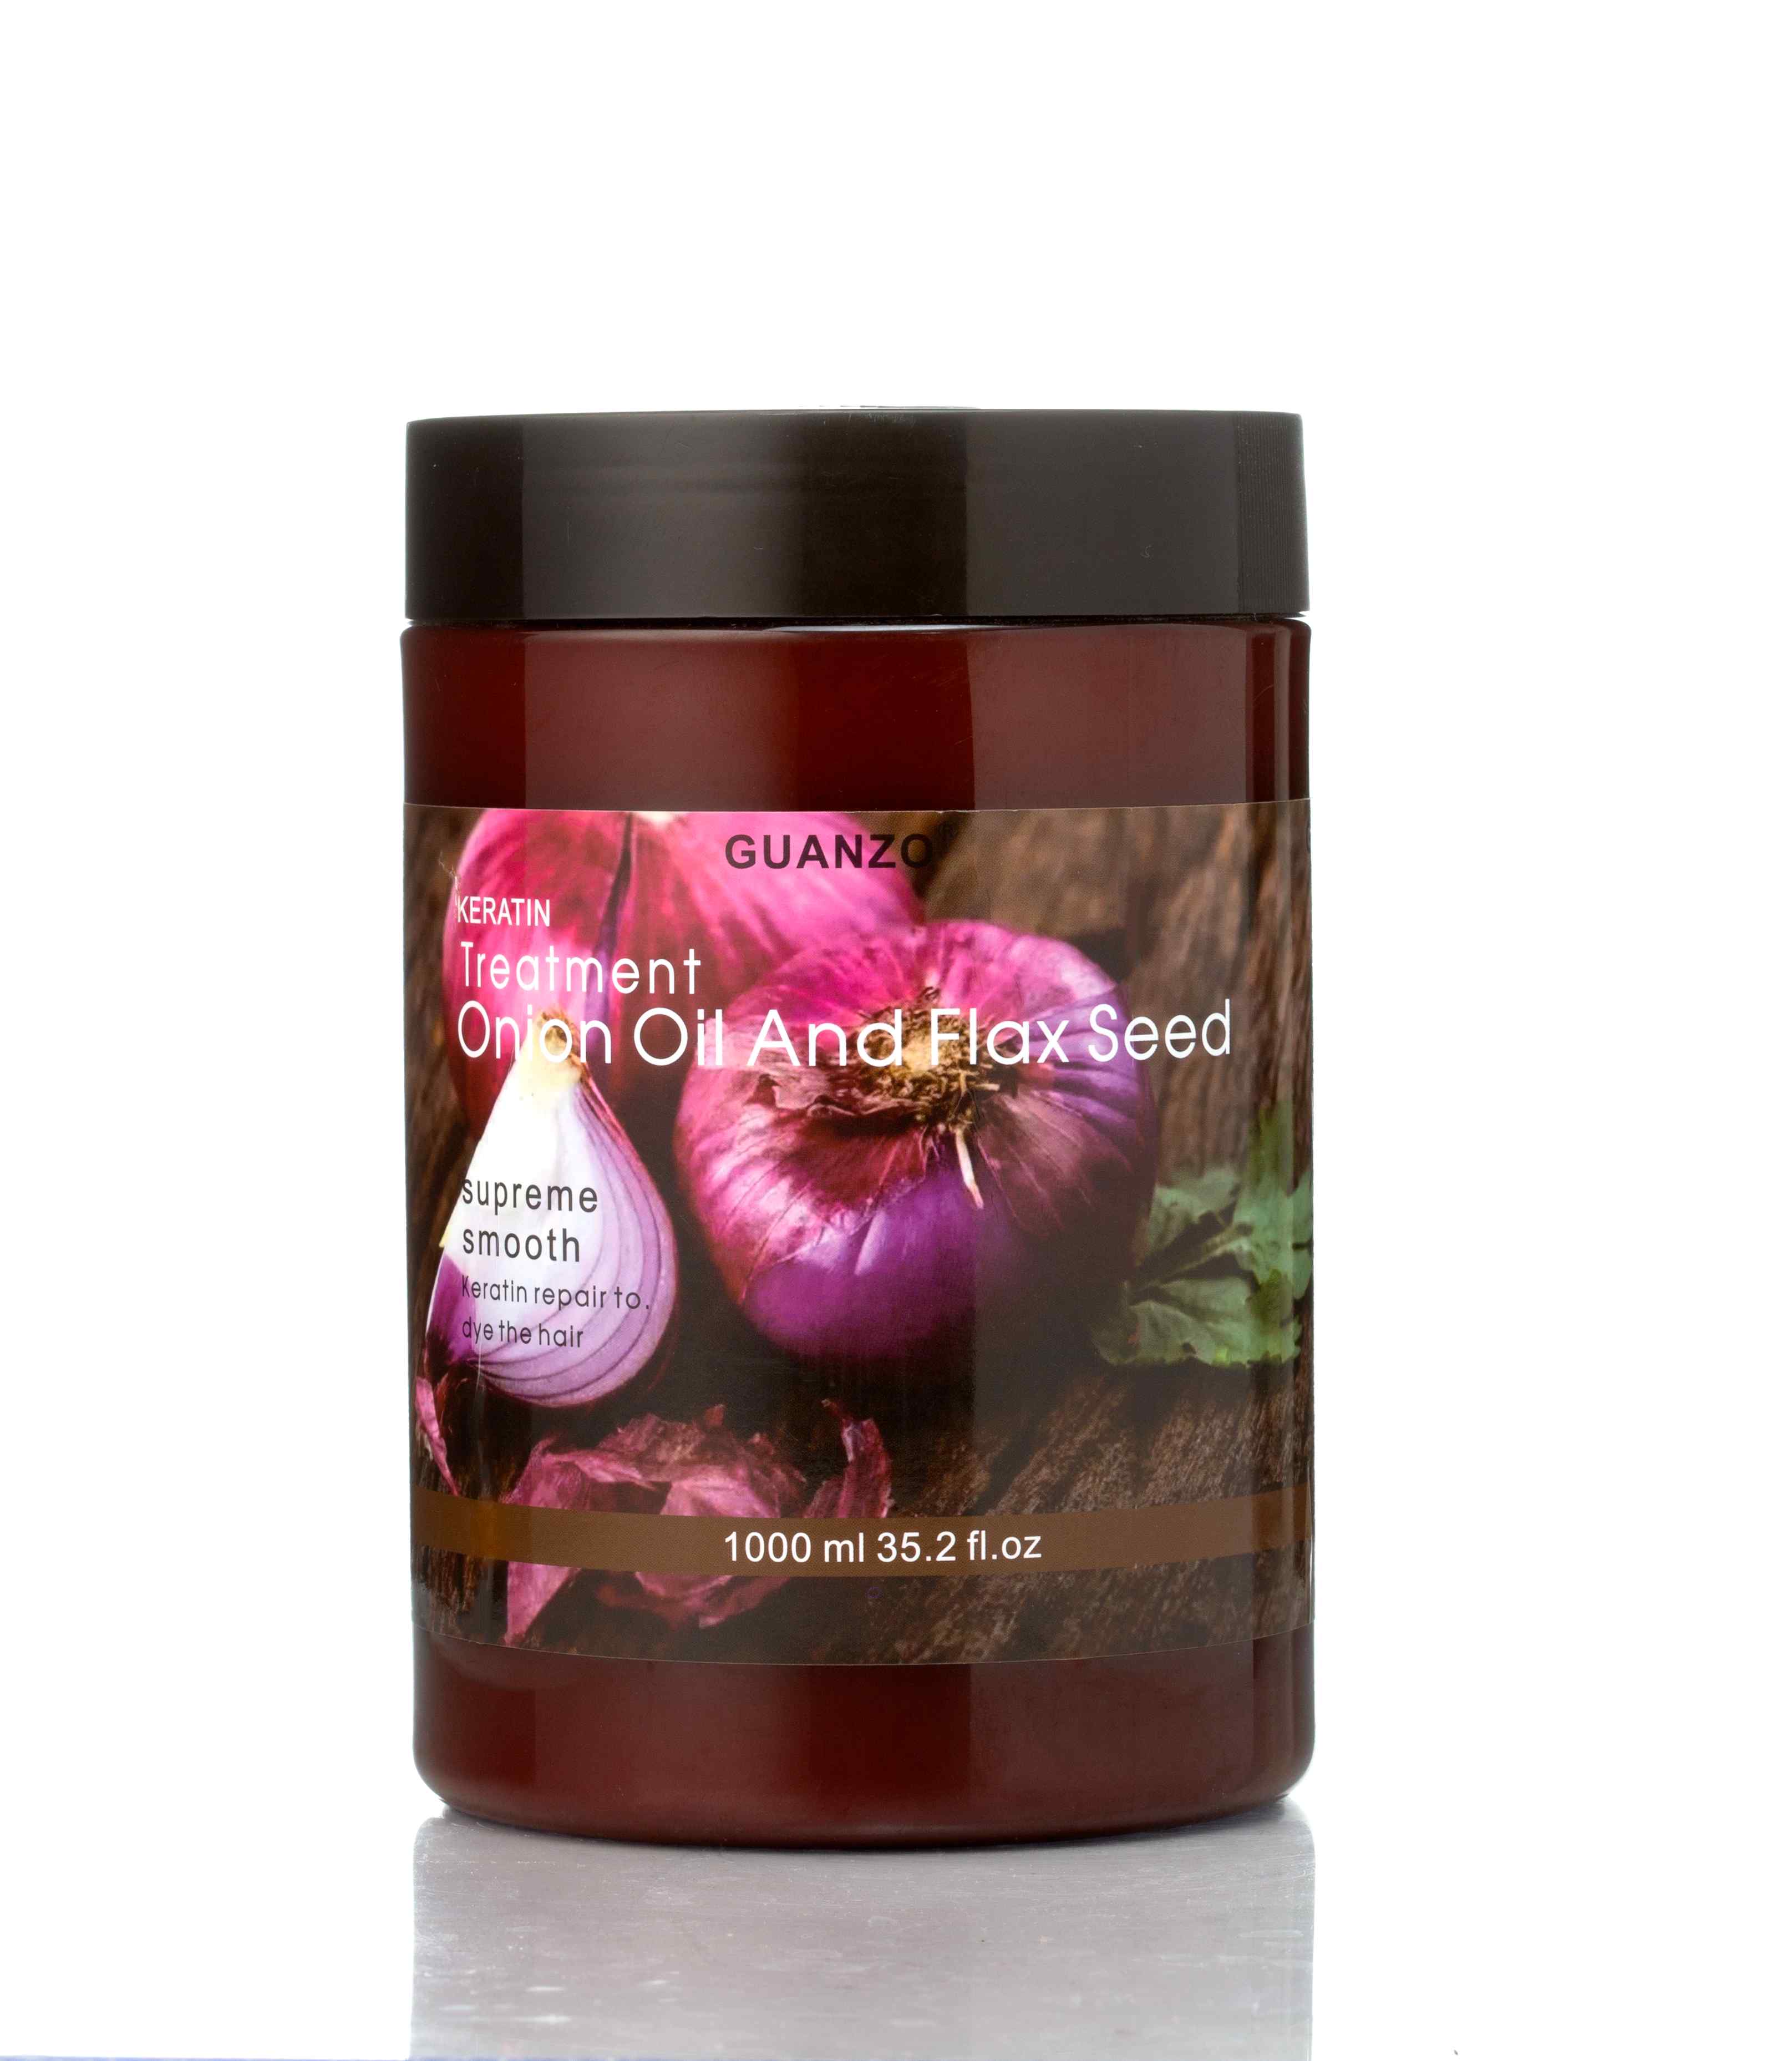 GUANZO
KERATIN
Treatment
Onion Oil And Flax Seed
supreme
smooth
Keratin repair to.
dye the hair
1000 ml 35.2 fl.oz